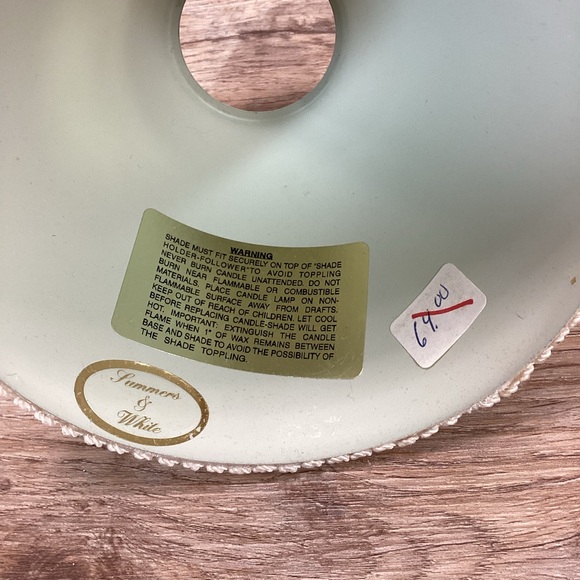 WARNING
SHADE MUST FIT SECURELY ON TOP OF "SHADE
HOLDER-FOLLOWER" TO AVOID TOPPLING
NEVER BURN CANDLE UNATTENDED. DO NOT
BURN NEAR FLAMMABLE OR COMBUSTIBLE
MATERIALS. PLACE CANDLE LAMP ON NON-
FLAMMABLE SURFACE AWAY FROM DRAFTS.
KEEP OUT OF REACH OF CHILDREN. LET COOL
BEFORE REPLACING CANDLE-SHADE WILL GET
HOT. IMPORTANT: EXTINGUISH THE CANDLE
FLAME WHEN 1" OF WAX REMAINS BETWEEN
BASE AND SHADE TO AVOID THE POSSIBILITY OF
THE SHADE TOPPLING.
64.00
Summers
&
White